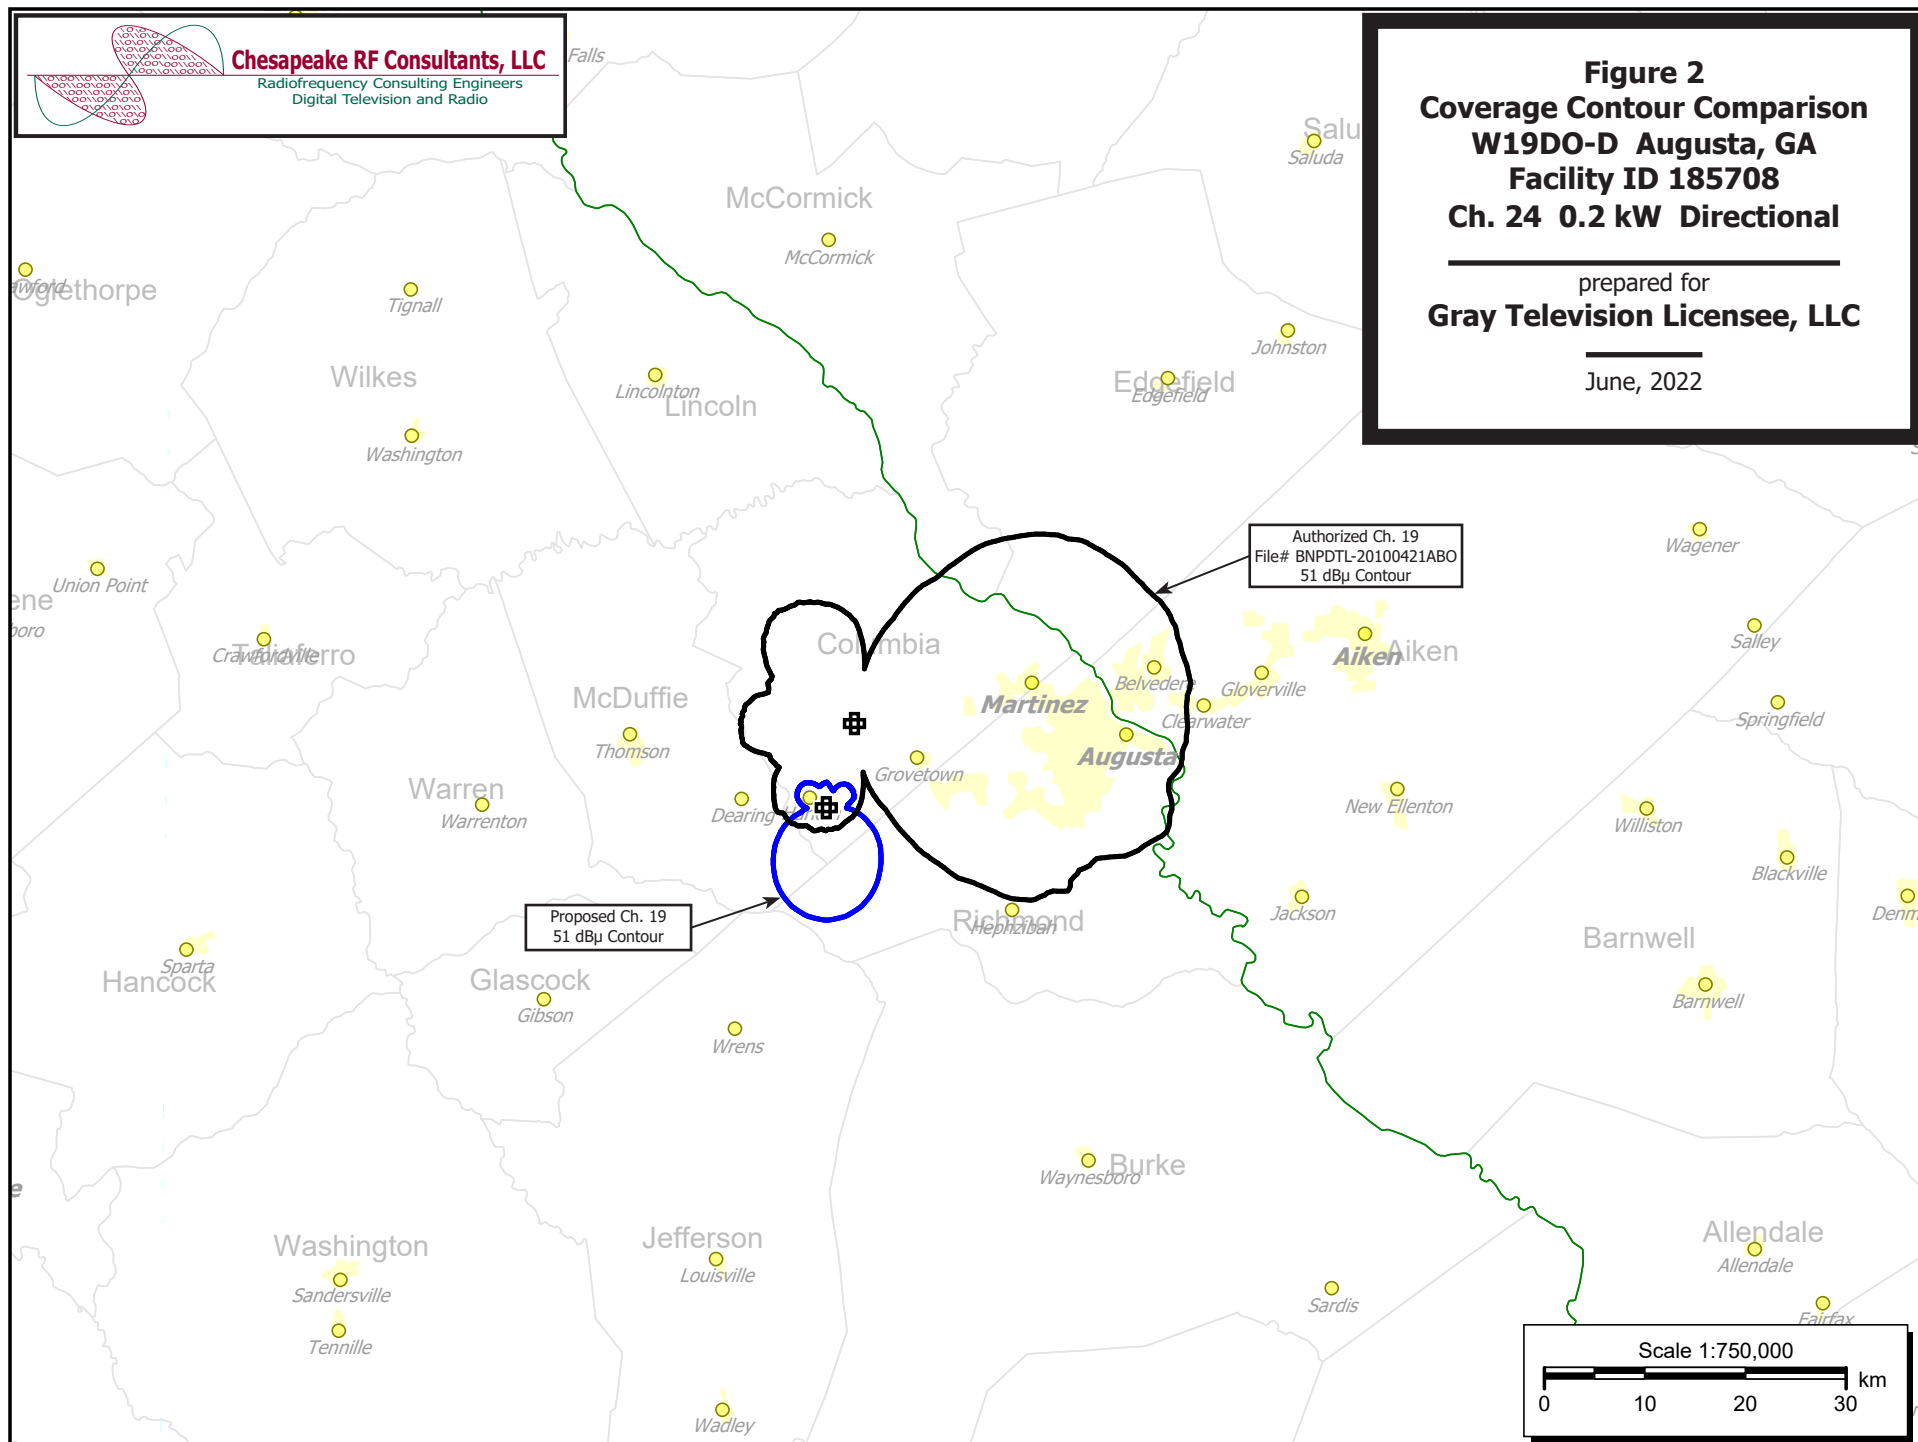 Chesapeake RF Consultants, LLC
Radiofrequency Consulting Engineers
Digital Television and Radio
Figure 2
Coverage Contour Comparison
W19DO-D Augusta, GA
Facility ID 185708
Ch. 24 0.2 kW Directional
prepared for
Gray Television Licensee, LLC
June, 2022
Falls
Saluda
McCormick
McCormick
Oglethorpe
Tignall
Johnston
Wilkes
Lincolnton
Lincoln
Edgefield
Edgefield
Washington
Authorized Ch. 19
File# BNPDTL-20100421ABO
51 dBµ Contour
Wagener
Union Point
Columbia
Crawfordville
Taliaferro
Aiken
Aiken
Salley
McDuffie
Martinez
Belvedere
Gloverville
Clearwater
Springfield
Thomson
Grovetown
Augusta
Warren
Warrenton
Dearing
New Ellenton
Williston
Blackville
Proposed Ch. 19
51 dBµ Contour
Richmond
Hephzibah
Jackson
Barnwell
Sparta
Hancock
Glascock
Gibson
Barnwell
Wrens
Waynesboro
Burke
Washington
Jefferson
Louisville
Allendale
Allendale
Sandersville
Sardis
Fairfax
Tennille
Wadley
Scale 1:750,000
km
0 10 20 30